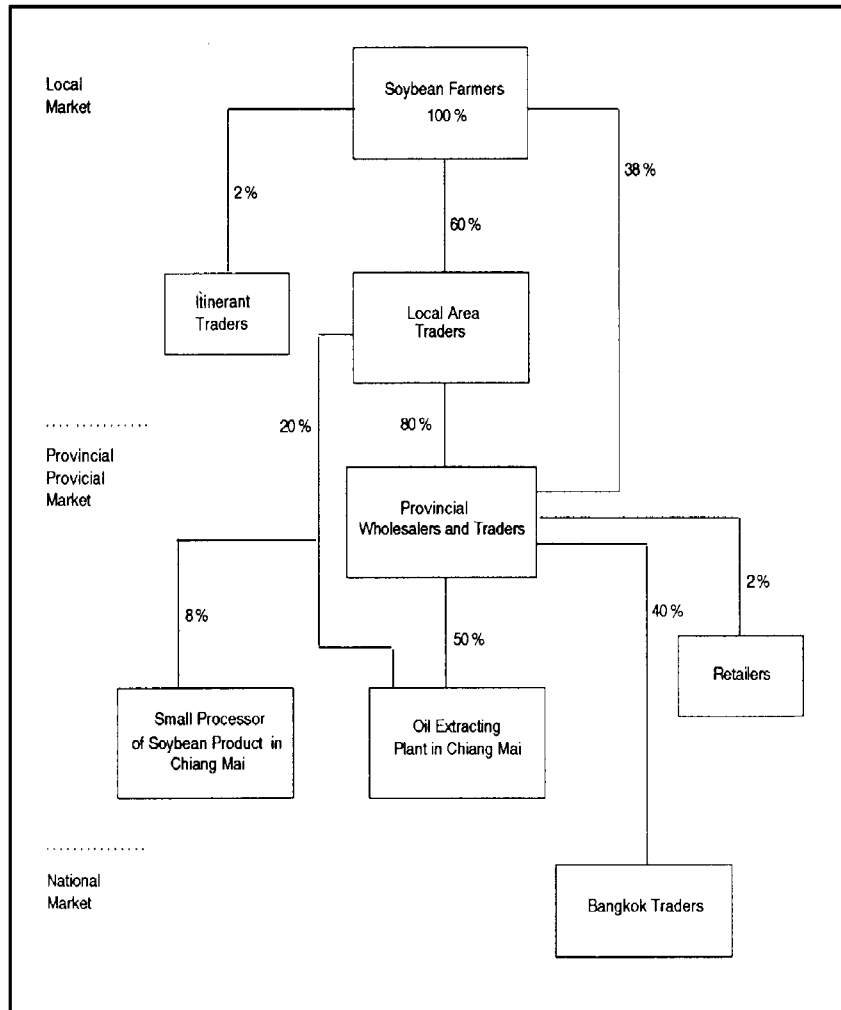 Local
Market
Soybean Farmers
100 %
2 %
60 %
38 %
Itinerant
Traders
Local Area
Traders
20 %
80 %
Provincial
Provicial
Market
Provincial
Wholesalers and Traders
8 %
50 %
40 %
2 %
Retailers
Small Processor
of Soybean Product in
Chiang Mai
Oil Extracting
Plant in Chiang Mai
National
Market
Bangkok Traders